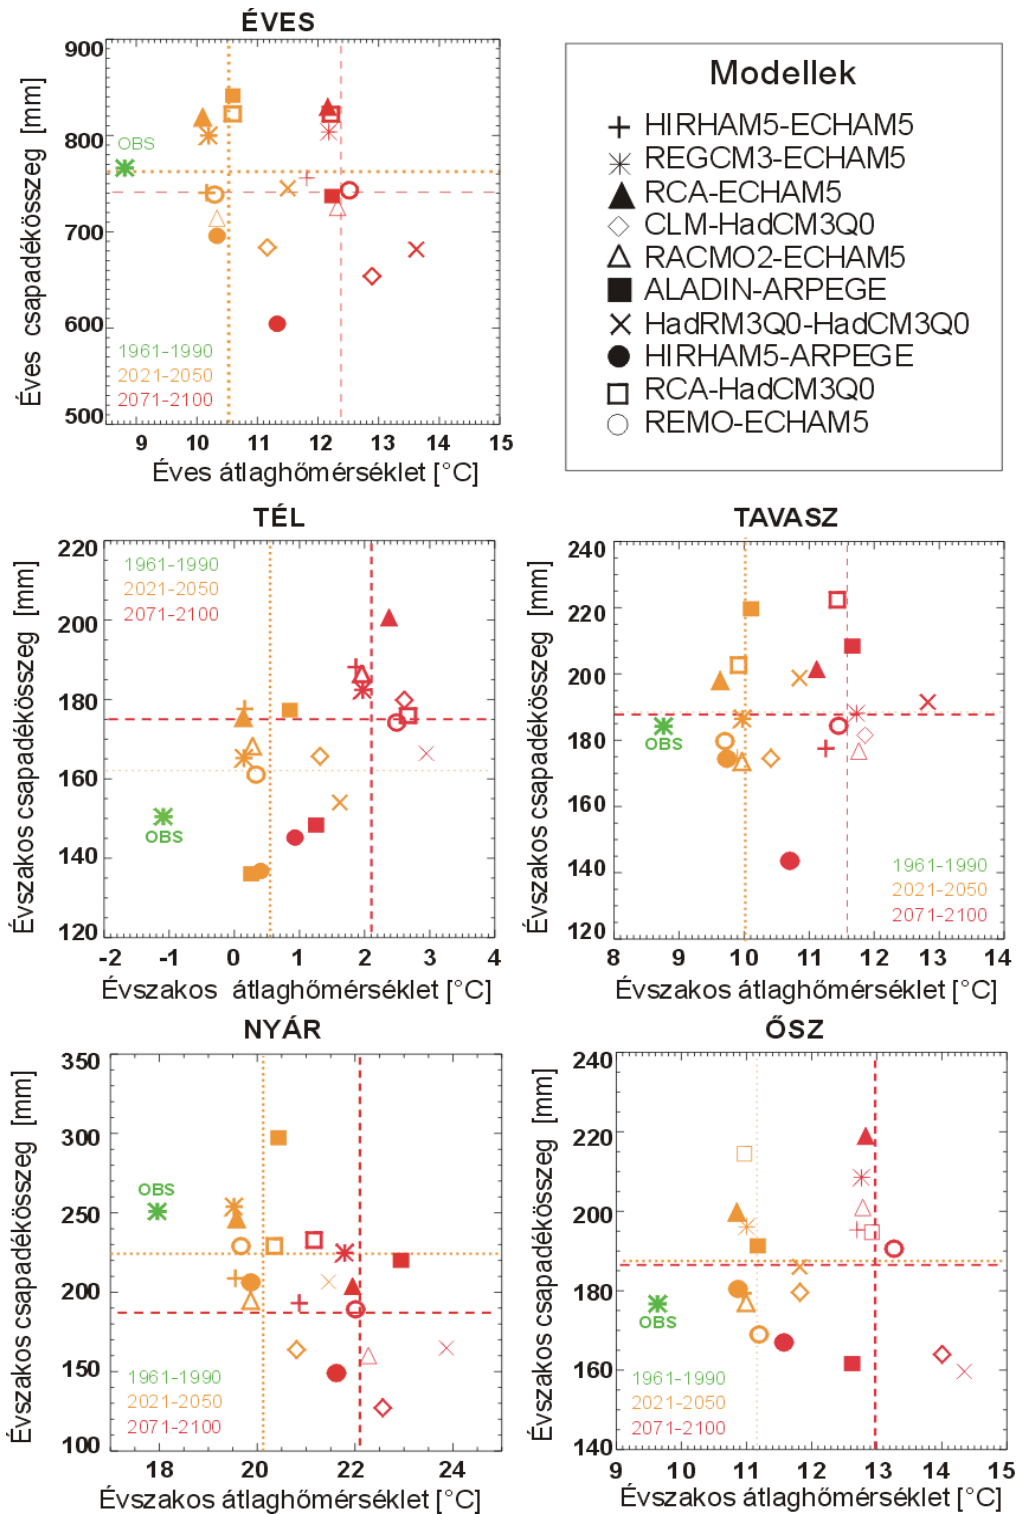 ÉVES
Éves csapadékösszeg [mm]
900
800
700
600
500
OBS
1961-1990
2021-2050
2071-2100
9 10 11 12 13 14 15
Éves átlaghőmérséklet [°C]
Modellek
HIRHAM5-ECHAM5
REGCM3-ECHAM5
RCA-ECHAM5
CLM-HadCM3Q0
RACMO2-ECHAM5
ALADIN-ARPEGE
HadRM3Q0-HadCM3Q0
HIRHAM5-ARPEGE
RCA-HadCM3Q0
REMO-ECHAM5
TÉL
Évszakos csapadékösszeg [mm]
220
200
180
160
140
120
1961-1990
2021-2050
2071-2100
OBS
-2 -1 0 1 2 3 4
Évszakos átlaghőmérséklet [°C]
TAVASZ
Évszakos csapadékösszeg [mm]
240
220
200
180
160
140
120
OBS
1961-1990
2021-2050
2071-2100
8 9 10 11 12 13 14
Évszakos átlaghőmérséklet [°C]
NYÁR
Évszakos csapadékösszeg [mm]
350
300
250
200
150
100
OBS
1961-1990
2021-2050
2071-2100
18 20 22 24
Évszakos átlaghőmérséklet [°C]
ŐSZ
Évszakos csapadékösszeg [mm]
240
220
200
180
160
140
OBS
1961-1990
2021-2050
2071-2100
9 10 11 12 13 14 15
Évszakos átlaghőmérséklet [°C]